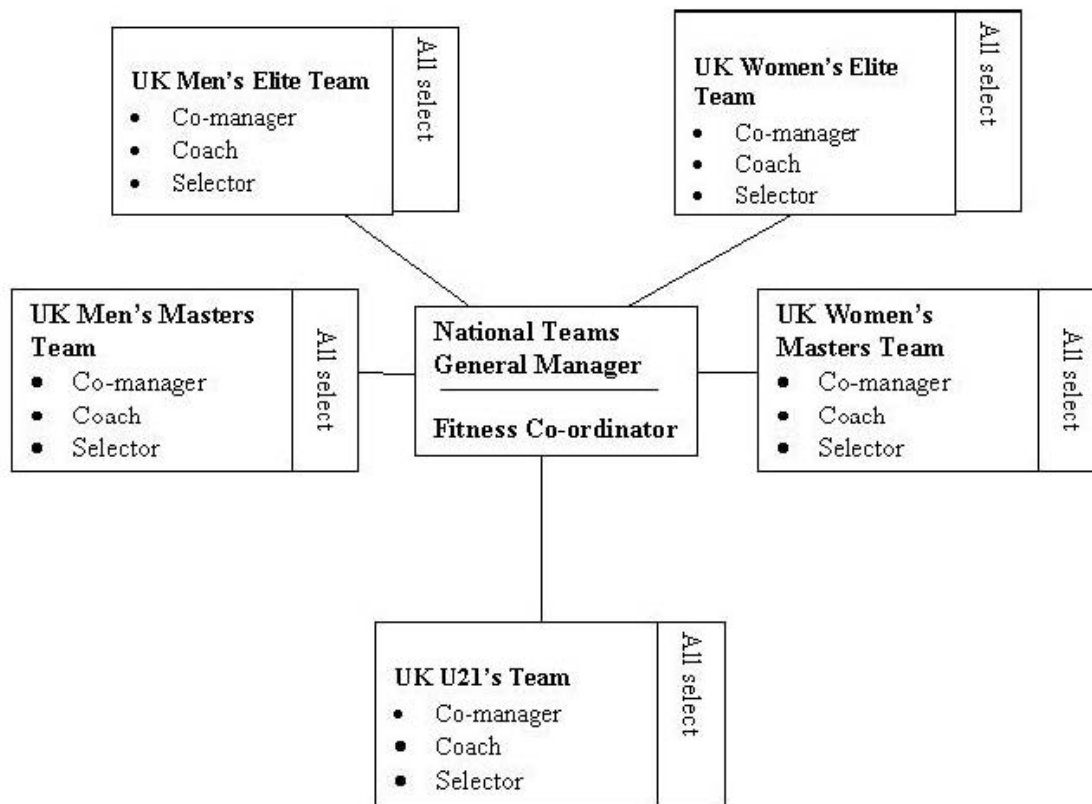 UK Men's Elite Team
• Co-manager
• Coach
• Selector
All select
UK Women's Elite
Team
• Co-manager
• Coach
• Selector
All select
UK Men's Masters
Team
• Co-manager
• Coach
• Selector
All select
National Teams
General Manager
Fitness Co-ordinator
UK Women's
Masters Team
• Co-manager
• Coach
• Selector
All select
UK U21's Team
• Co-manager
• Coach
• Selector
All select